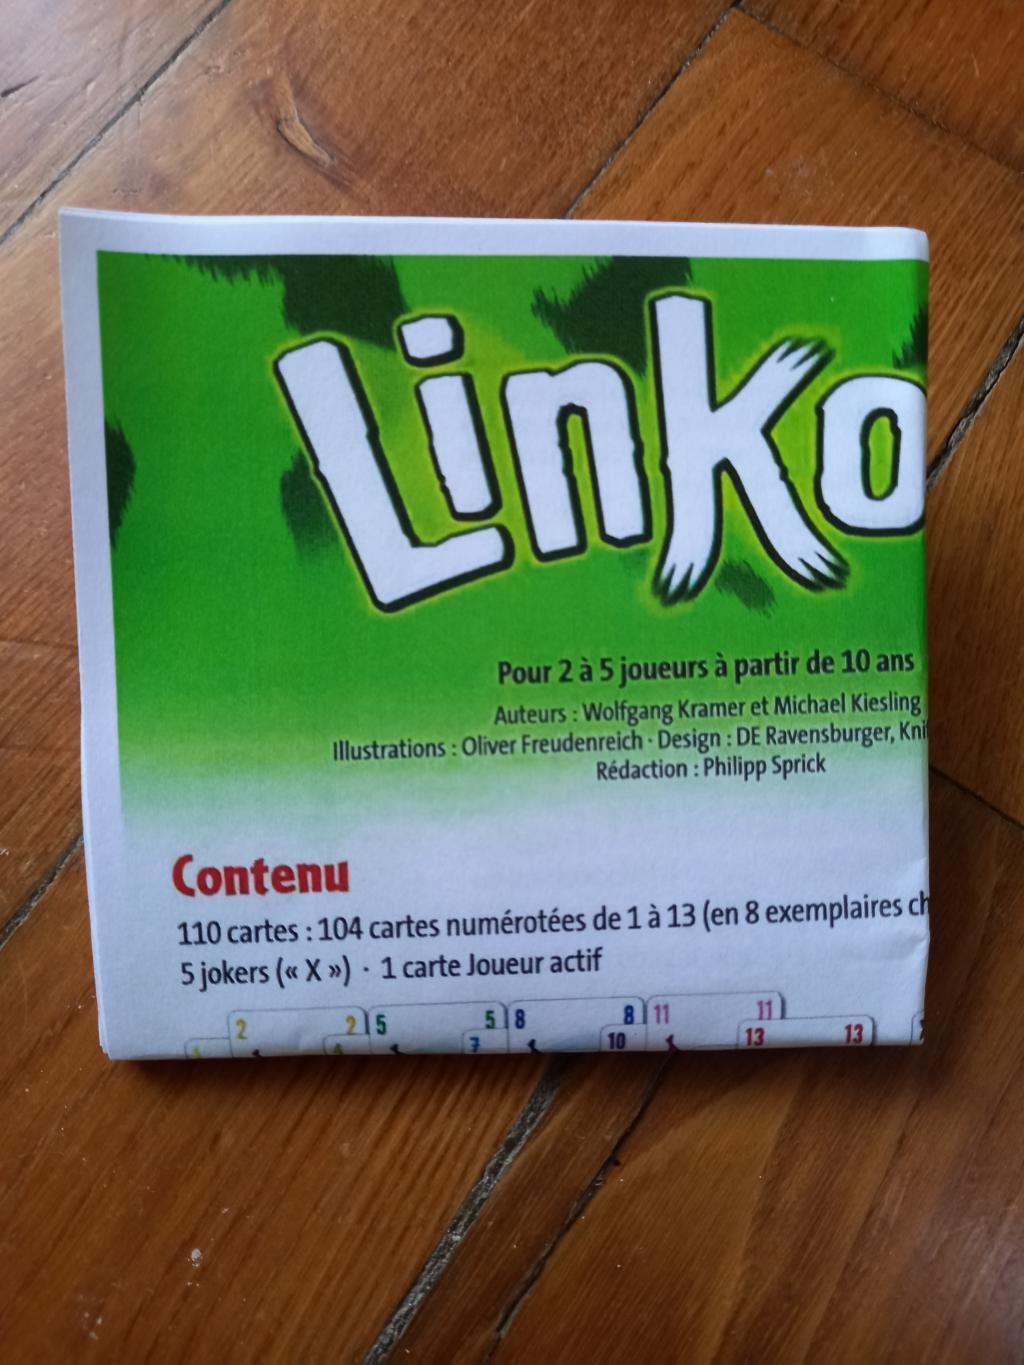 Linko
Pour 2 à 5 joueurs à partir de 10 ans
Auteurs : Wolfgang Kramer et Michael Kiesling
Illustrations : Oliver Freudenreich · Design : DE Ravensburger, Kni
Rédaction : Philipp Sprick
Contenu
110 cartes : 104 cartes numérotées de 1 à 13 (en 8 exemplaires ch
5 jokers (« X ») · 1 carte Joueur actif
2 2 5 5 8 8 11 11
7 10 13 13